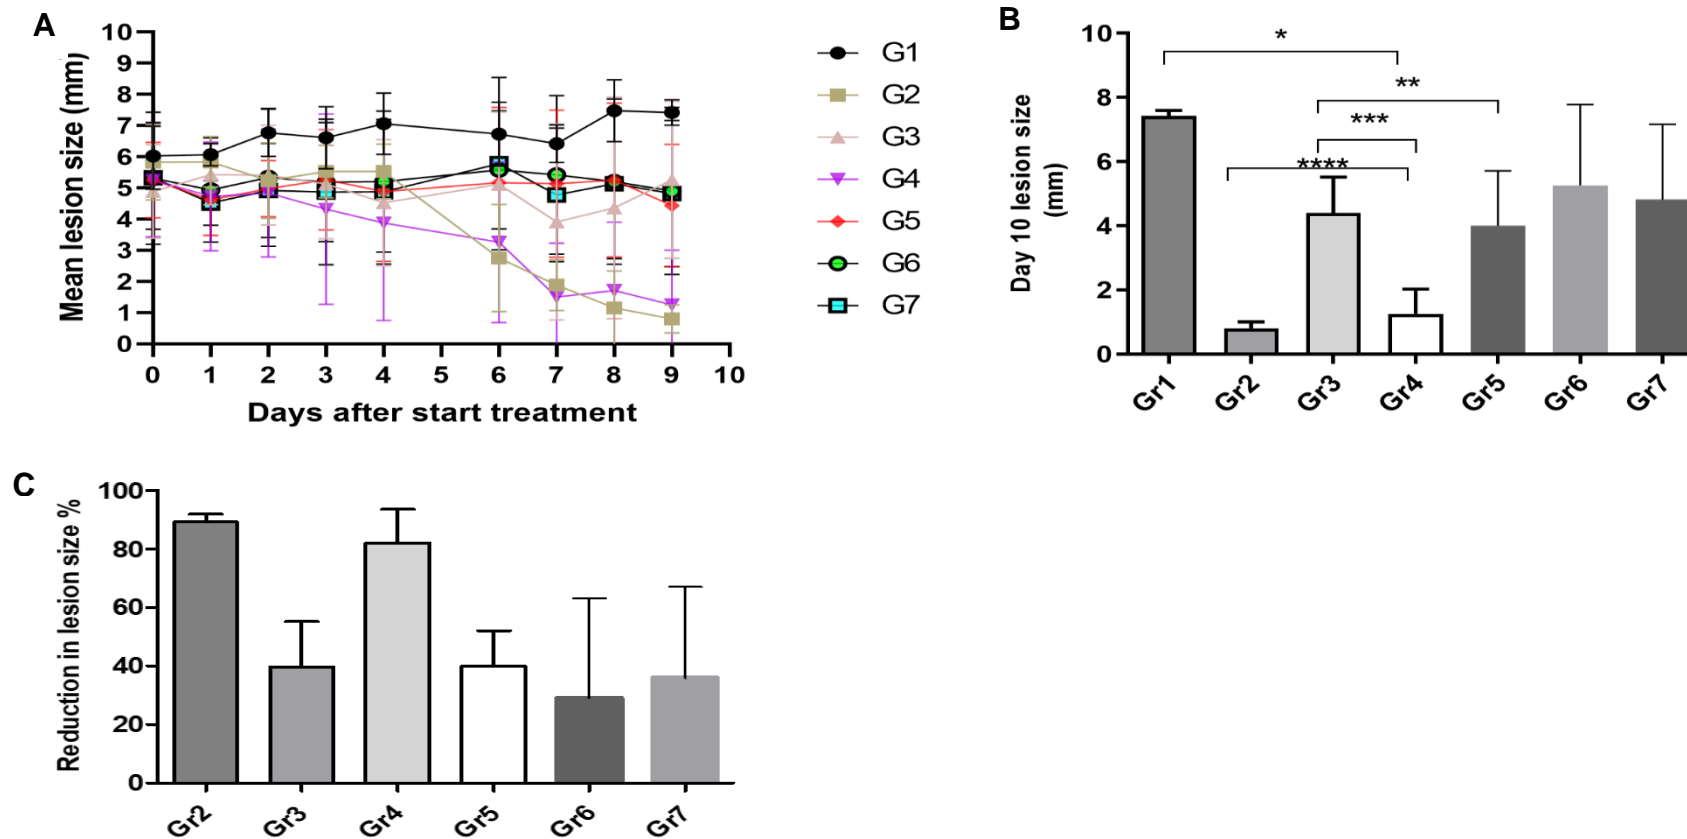 A
10
9
8
7
6
5
4
3
2
1
0
Mean lesion size (mm)
0 1 2 3 4 5 6 7 8 9 10
Days after start treatment
G1
G2
G3
G4
G5
G6
G7
B
10
8
6
4
2
0
Day 10 lesion size
(mm)
*
**
***
****
Gr1 Gr2 Gr3 Gr4 Gr5 Gr6 Gr7
C
100
80
60
40
20
0
Reduction in lesion size %
Gr2 Gr3 Gr4 Gr5 Gr6 Gr7